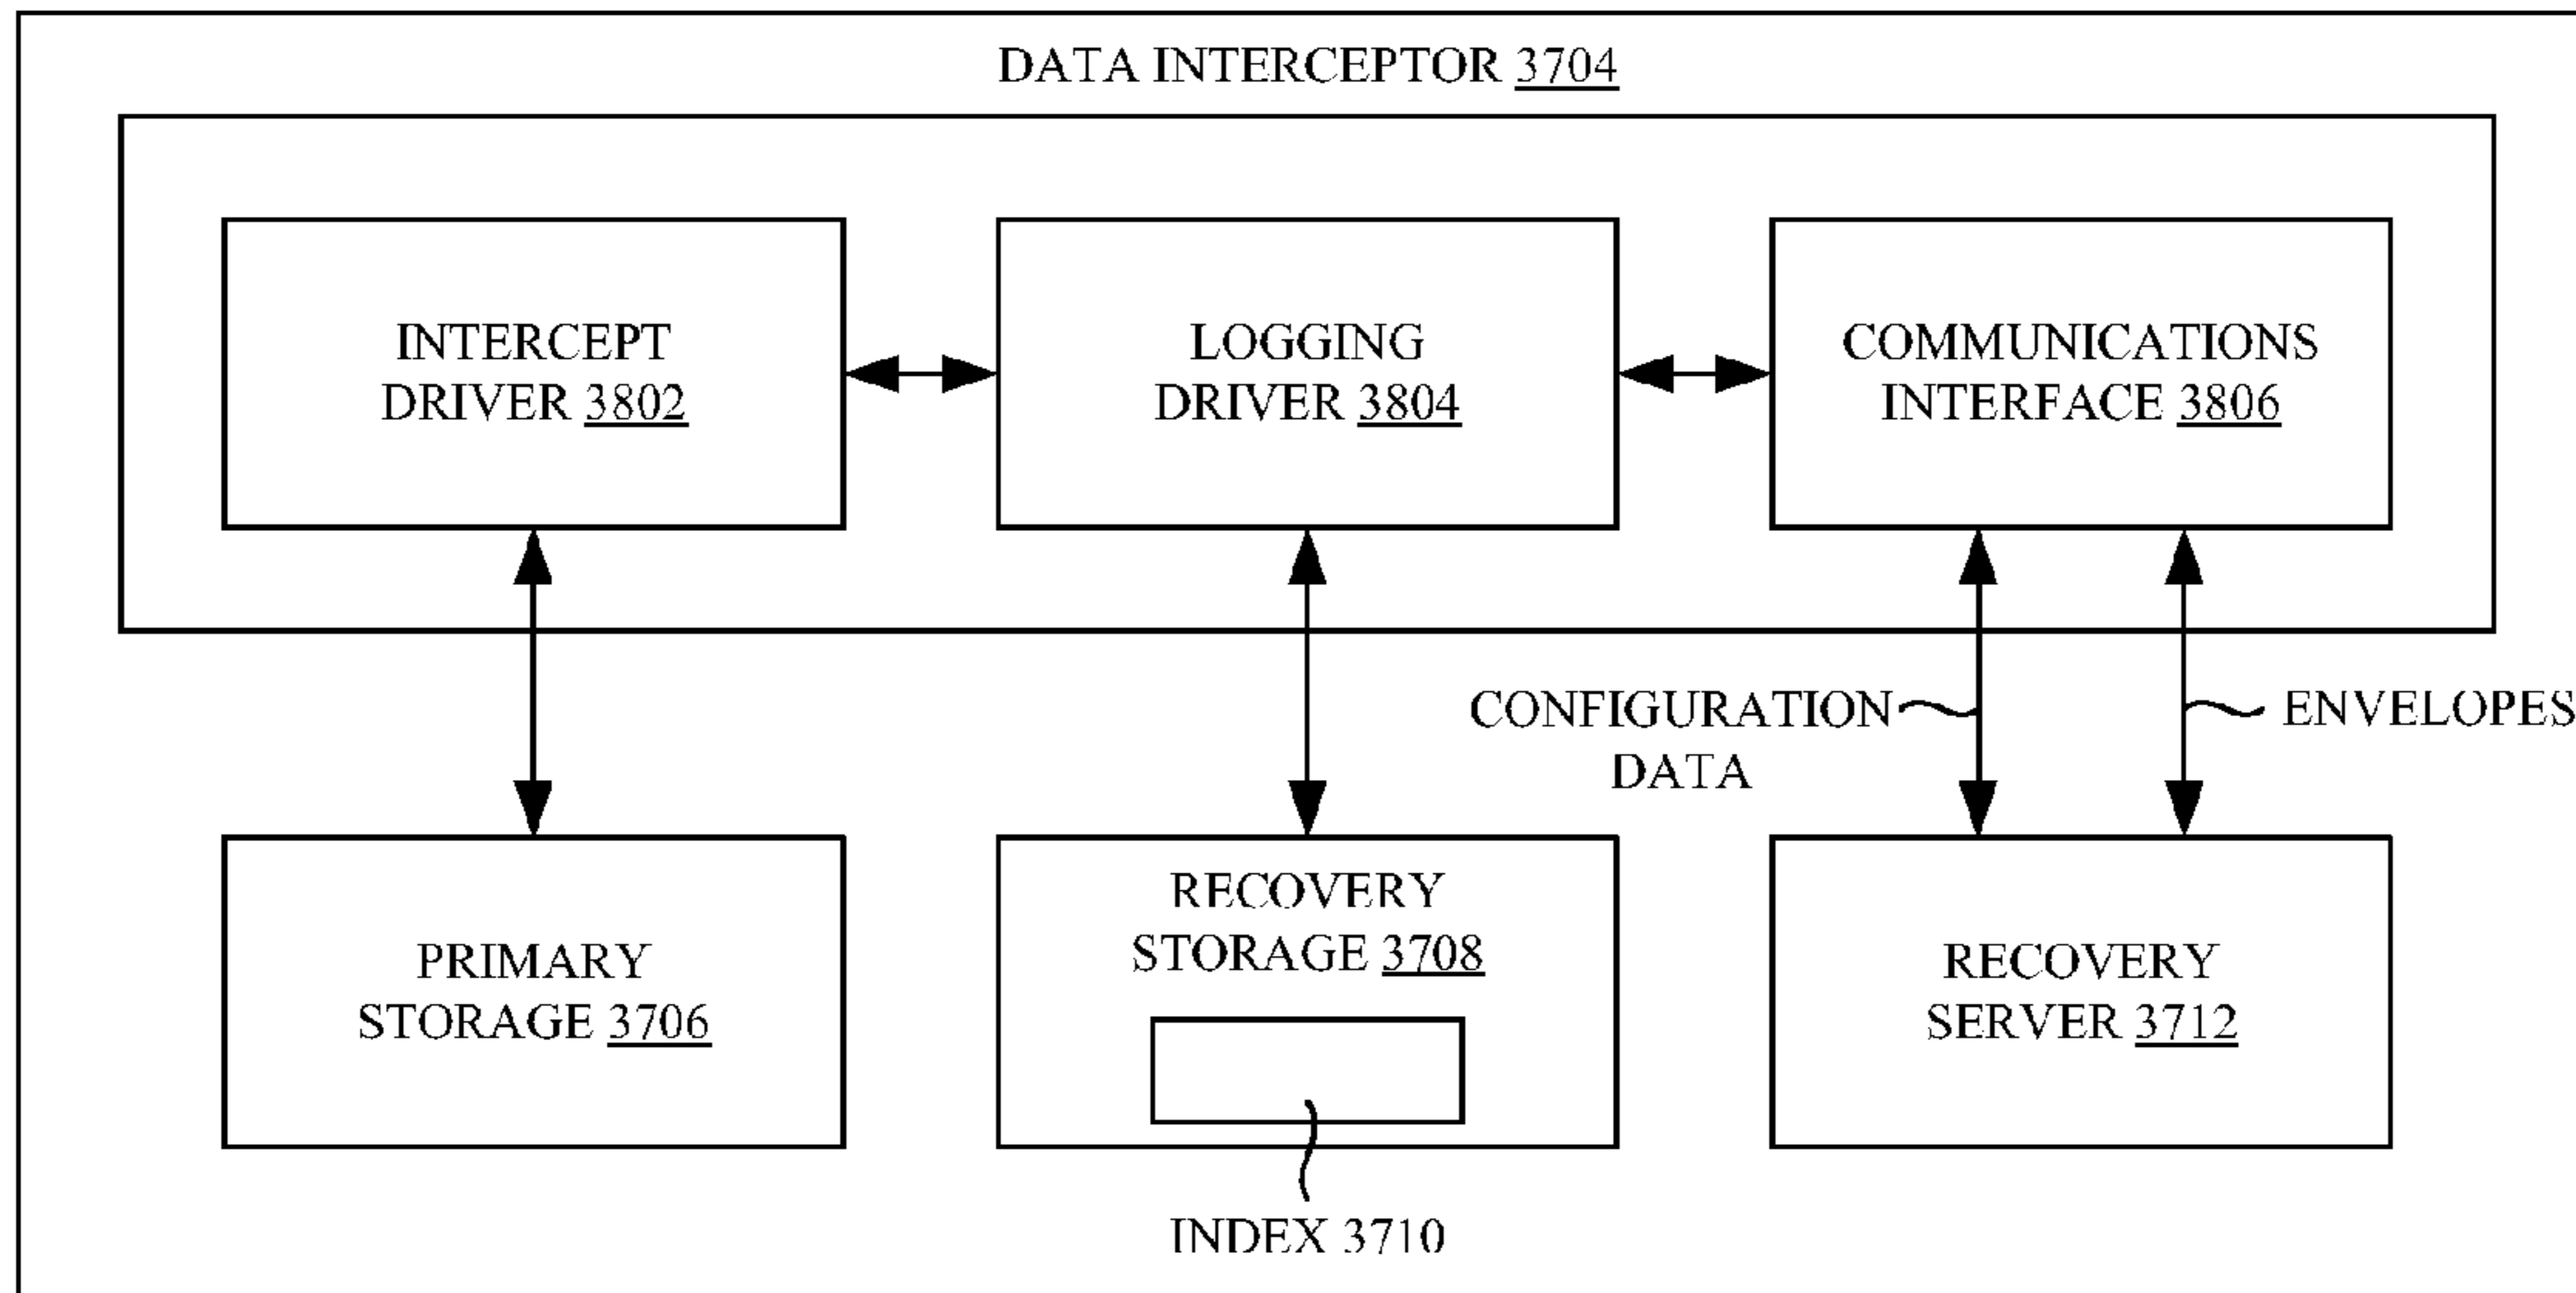 DATA INTERCEPTOR 3704
INTERCEPT
DRIVER 3802
LOGGING
DRIVER 3804
COMMUNICATIONS
INTERFACE 3806
CONFIGURATION
DATA
ENVELOPES
PRIMARY
STORAGE 3706
RECOVERY
STORAGE 3708
RECOVERY
SERVER 3712
INDEX 3710